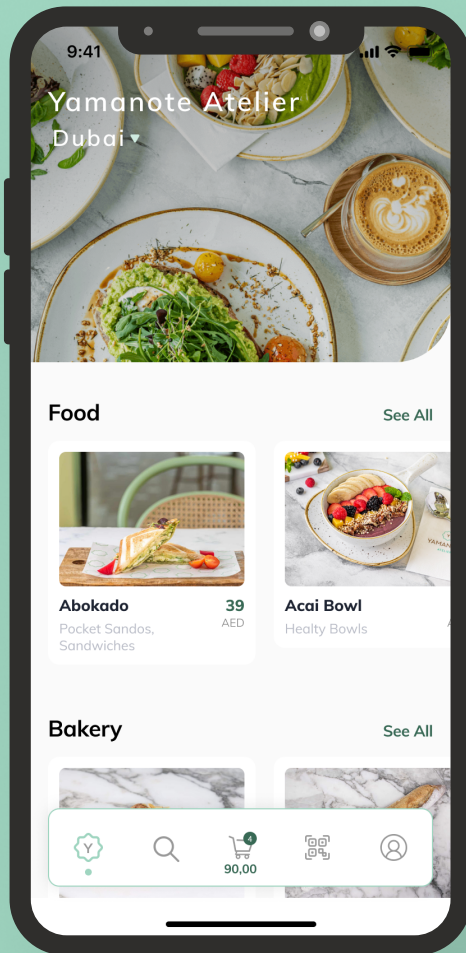 9:41
Yamanote Atelier
Dubai
Food
See All
Abokado
39
AED
Pocket Sandos,
Sandwiches
Acai Bowl
Healty Bowls
Bakery
See All
Y
4
90,00